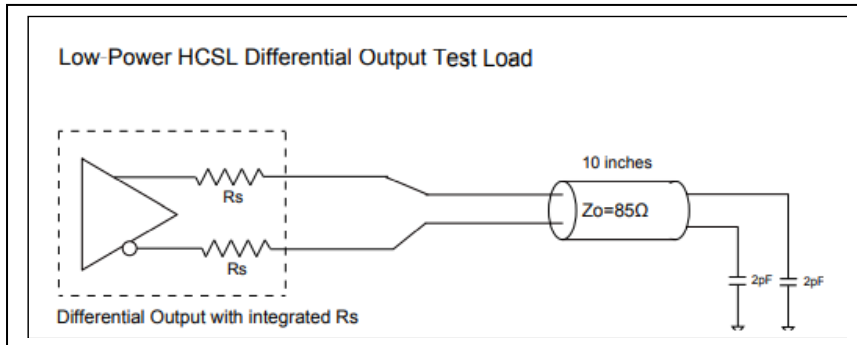 Low-Power HCSL Differential Output Test Load
10 inches
Rs
Zo=85Ω
Rs
2pF
2pF
Differential Output with integrated Rs